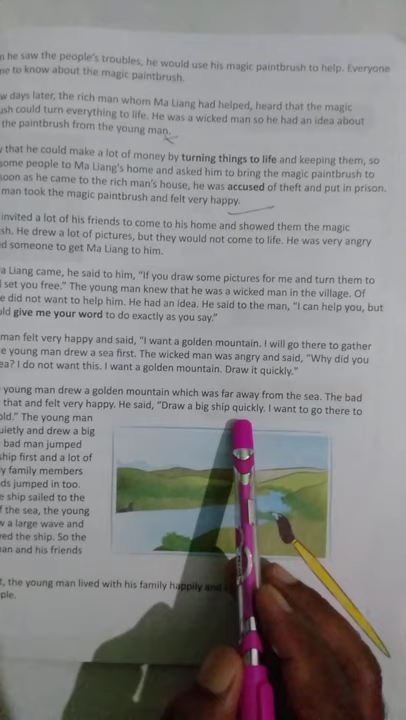 he saw the people's troubles, he would use his magic paintbrush to help. Everyone
to know about the magic paintbrush.
days later, the rich man whom Ma Liang had helped, heard that the magic
could turn everything to life. He was a wicked man so he had an idea about
the paintbrush from the young man.
that he could make a lot of money by turning things to life and keeping them, so
some people to Ma Liang's home and asked him to bring the magic paintbrush to
soon as he came to the rich man's house, he was accused of theft and put in prison.
man took the magic paintbrush and felt very happy.
invited a lot of his friends to come to his home and showed them the magic
He drew a lot of pictures, but they would not come to life. He was very angry
someone to get Ma Liang to him.
Liang came, he said to him, "If you draw some pictures for me and turn them to
set you free." The young man knew that he was a wicked man in the village. Of
did not want to help him. He had an idea. He said to the man, "I can help you, but
give me your word to do exactly as you say."
man felt very happy and said, "I want a golden mountain. I will go there to gather
young man drew a sea first. The wicked man was angry and said, "Why did you
I do not want this. I want a golden mountain. Draw it quickly."
young man drew a golden mountain which was far away from the sea. The bad
that and felt very happy. He said, "Draw a big ship quickly. I want to go there to
The young man
and drew a big
bad man jumped
first and a lot of
family members
jumped in too.
ship sailed to the
the sea, the young
a large wave and
the ship. So the
and his friends
the young man lived with his family happily and